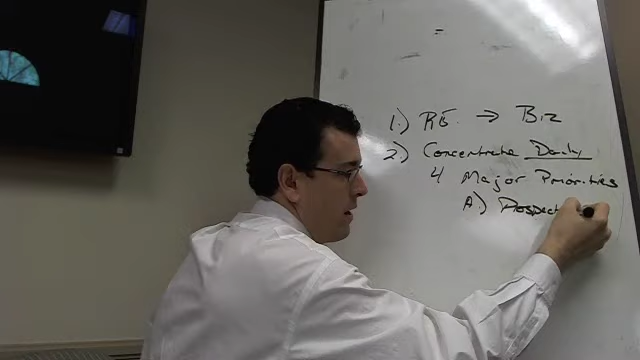 1.) RE. → Biz
2.) Concentrate Daily
4 Major Priorities
A.) Prospect